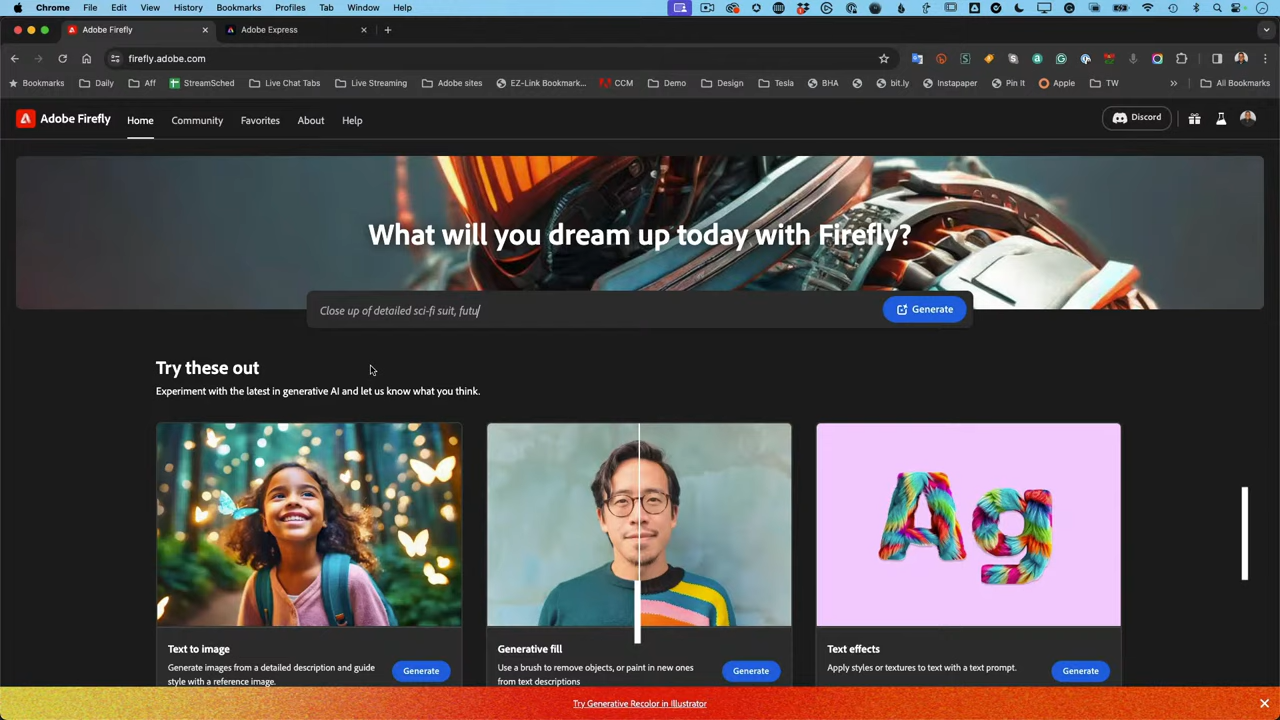 Chrome File Edit View History Bookmarks Profiles Tab Window Help
Adobe Firefly
Adobe Express
firefly.adobe.com
Bookmarks Daily Aff StreamSched Live Chat Tabs Live Streaming Adobe sites EZ-Link Bookmark... CCM Demo Design Tesla BHA bit.ly Instapaper Pin It Apple TW » All Bookmarks
Adobe Firefly Home Community Favorites About Help Discord
What will you dream up today with Firefly?
Close up of detailed sci-fi suit, futu
Generate
Try these out
Experiment with the latest in generative AI and let us know what you think.
Ag
Text to image
Generate images from a detailed description and guide
style with a reference image.
Generate
Generative fill
Use a brush to remove objects, or paint in new ones
from text descriptions
Generate
Text effects
Apply styles or textures to text with a text prompt.
Generate
Try Generative Recolor in Illustrator